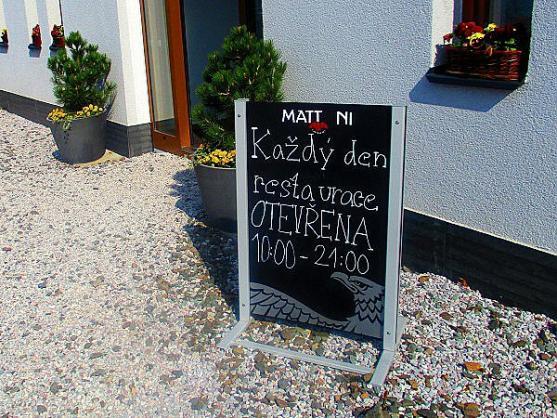 MATT NI
Každý den
restaurace
OTEVŘENA
10:00 - 21:00